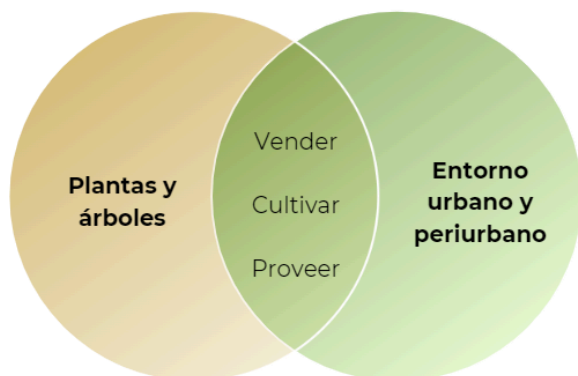 Plantas y
árboles
Vender
Cultivar
Proveer
Entorno
urbano y
periurbano